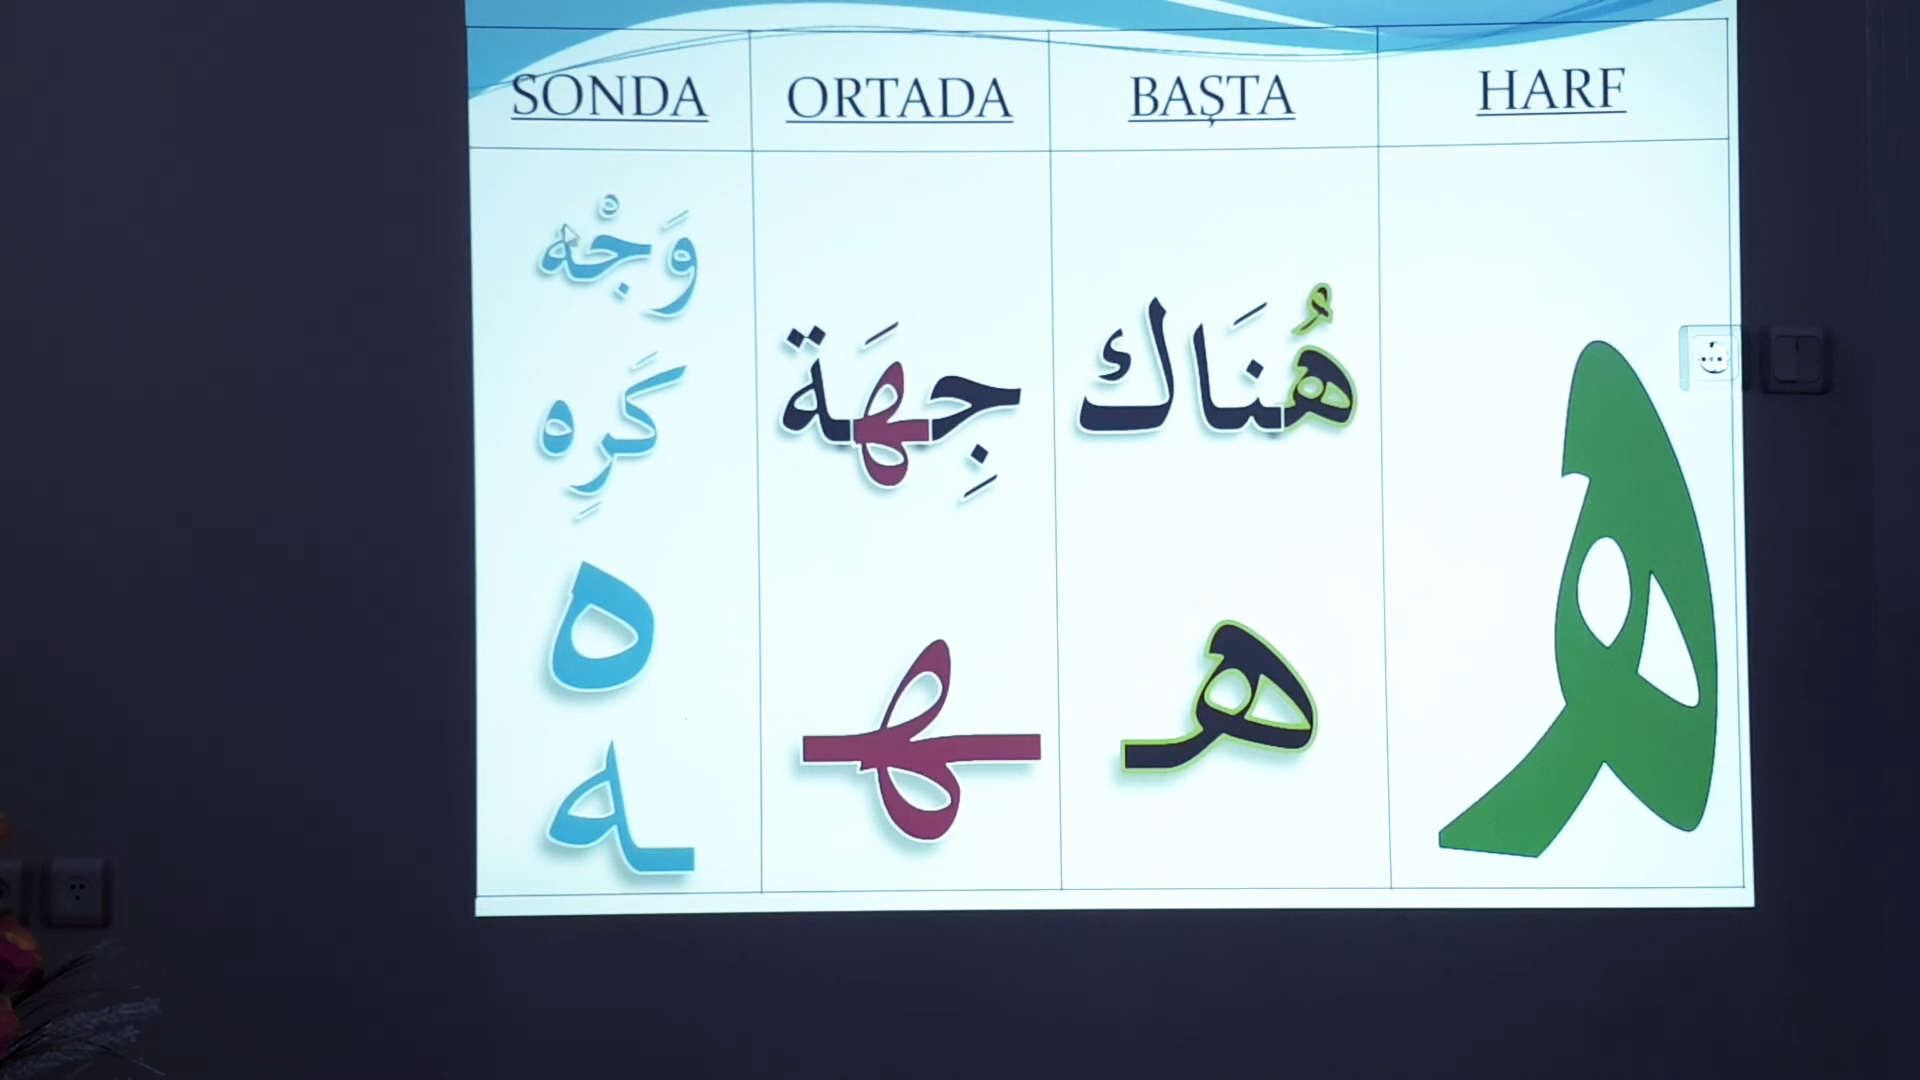 SONDA ORTADA BAŞTA HARF
وَجْه
كَرِه
ه
ـه
جِهَة
ـهـ
هُنَاك
هـ
ه